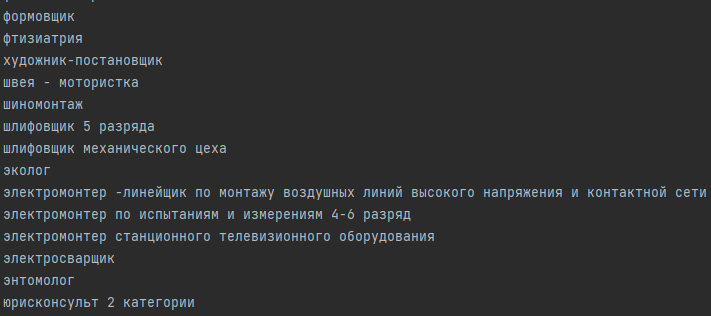 формовщик
фтизиатрия
художник-постановщик
швея - мотористка
шиномонтаж
шлифовщик 5 разряда
шлифовщик механического цеха
эколог
электромонтер -линейщик по монтажу воздушных линий высокого напряжения и контактной сети
электромонтер по испытаниям и измерениям 4-6 разряд
электромонтер станционного телевизионного оборудования
электросварщик
энтомолог
юрисконсульт 2 категории